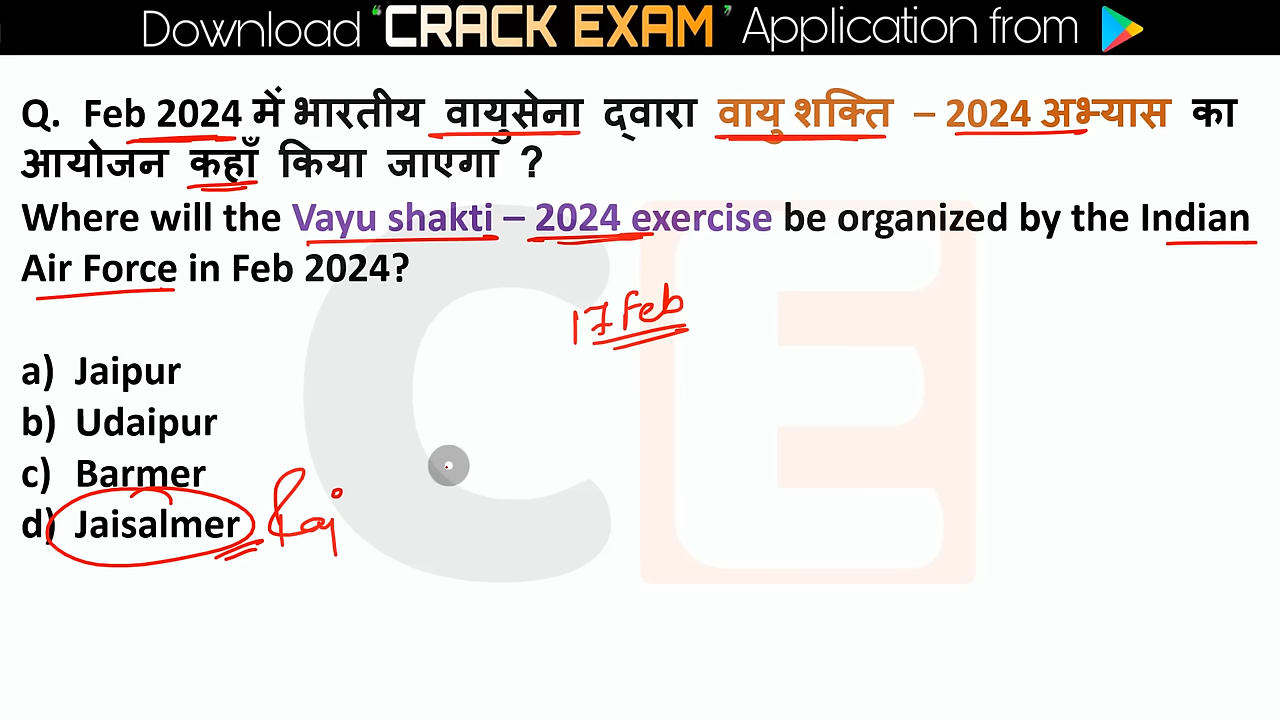 Download “CRACK EXAM” Application from
Q. Feb 2024 में भारतीय वायुसेना द्वारा वायु शक्ति – 2024 अभ्यास का
आयोजन कहाँ किया जाएगा ?
Where will the Vayu shakti – 2024 exercise be organized by the Indian
Air Force in Feb 2024?
17 Feb
a) Jaipur
b) Udaipur
c) Barmer
d) Jaisalmer Raj
CE